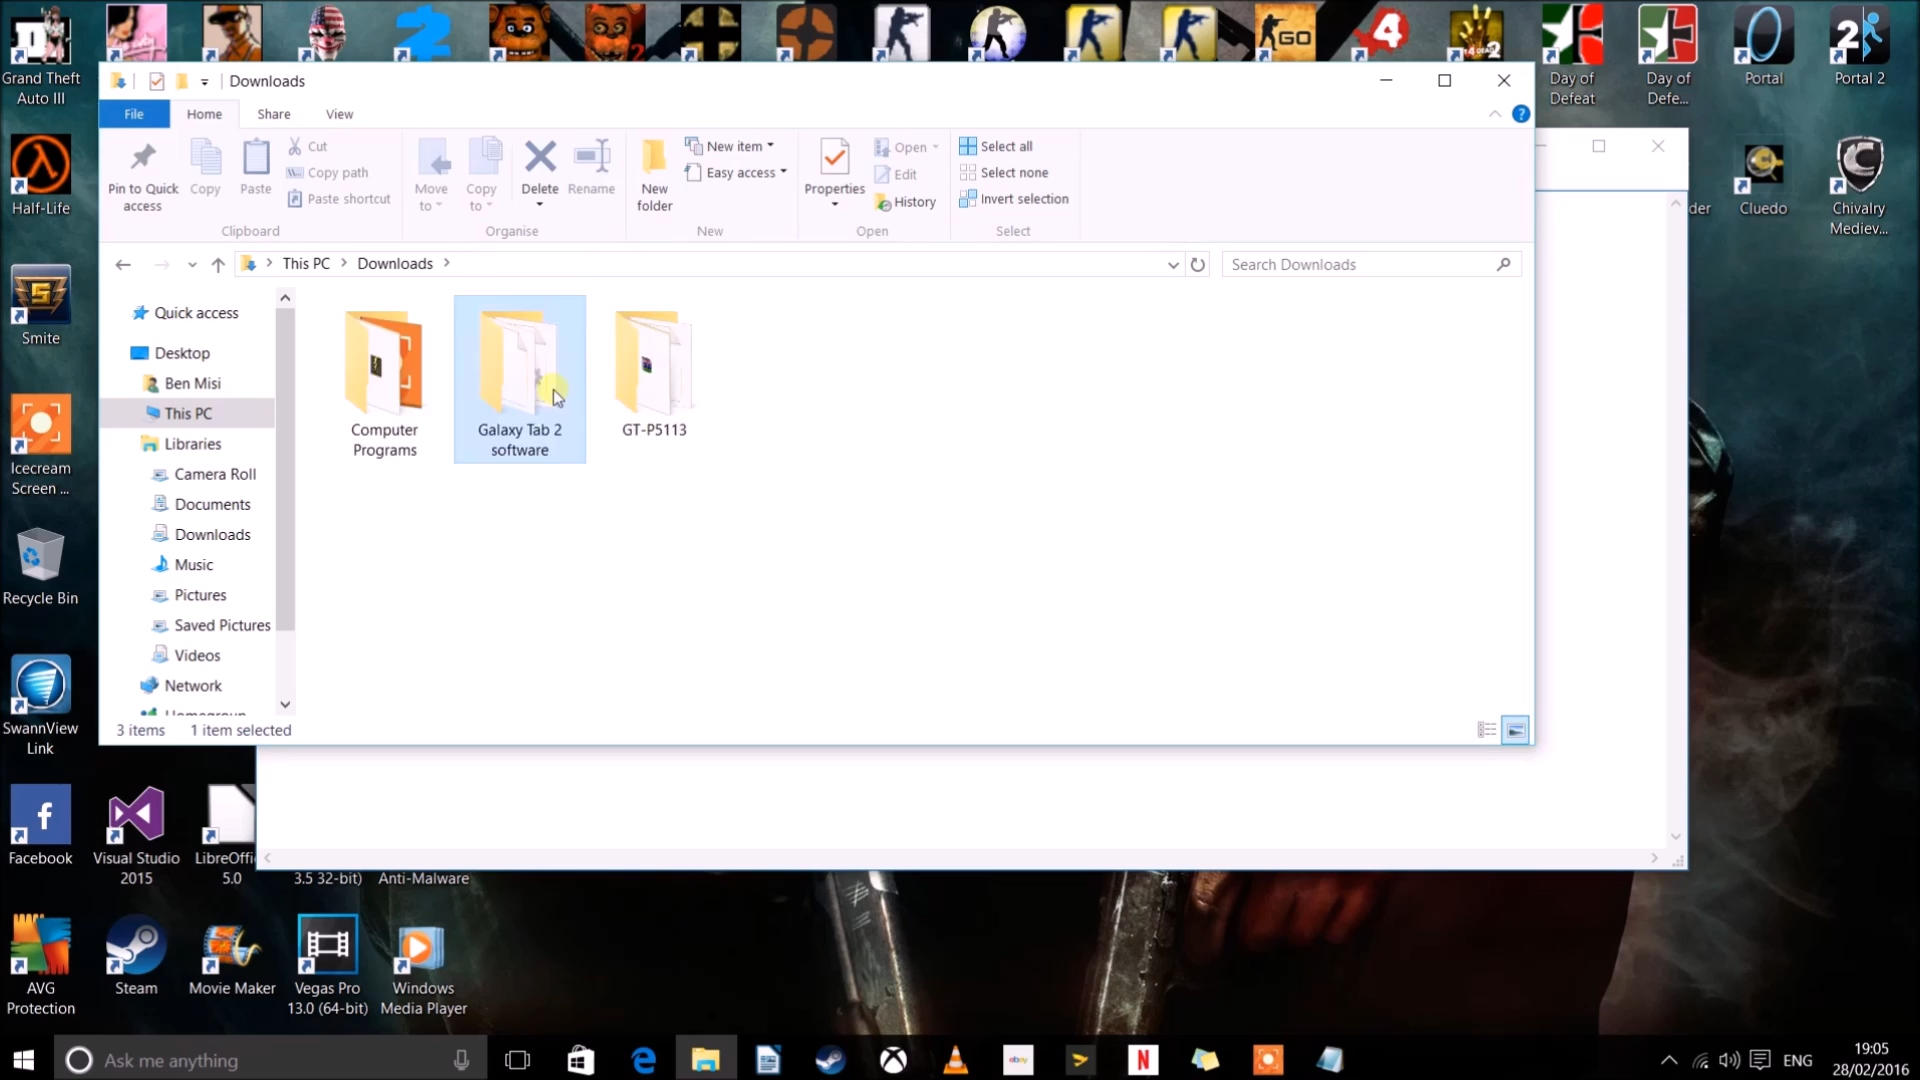 Grand Theft
Auto III
Half-Life
Smite
Icecream
Screen ...
Recycle Bin
SwannView
Link
Facebook
Visual Studio
2015
LibreOffi
5.0
3.5 32-bit)
Anti-Malware
AVG
Protection
Steam
Movie Maker
Vegas Pro
13.0 (64-bit)
Windows
Media Player
2
GO
4
Day of
Defeat
Day of
Defe...
Portal
2
Portal 2
der
Cluedo
Chivalry
Mediev...
Downloads
File
Home
Share
View
Pin to Quick
access
Copy
Paste
Cut
Copy path
Paste shortcut
Clipboard
Move
to
Copy
to
Delete
Rename
Organise
New
folder
New item
Easy access
New
Properties
Open
Edit
History
Open
Select all
Select none
Invert selection
Select
This PC
Downloads
Search Downloads
Quick access
Desktop
Ben Misi
This PC
Libraries
Camera Roll
Documents
Downloads
Music
Pictures
Saved Pictures
Videos
Network
Homegroup
Computer
Programs
Galaxy Tab 2
software
GT-P5113
3 items
1 item selected
Ask me anything
ebay
N
ENG
19:05
28/02/2016